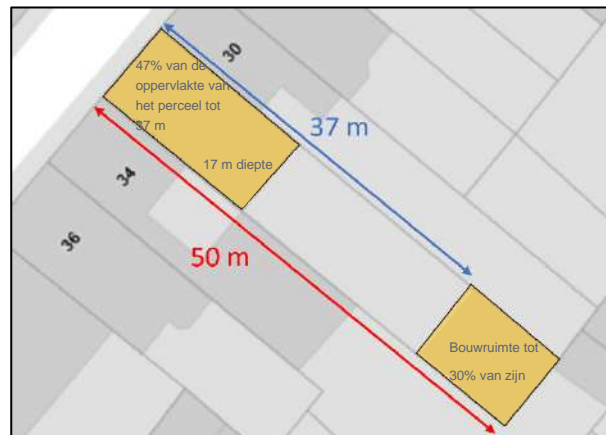 30
47% van de
oppervlakte van
het perceel tot
37 m
37 m
17 m diepte
34
36
50 m
Bouwruimte tot
30% van zijn